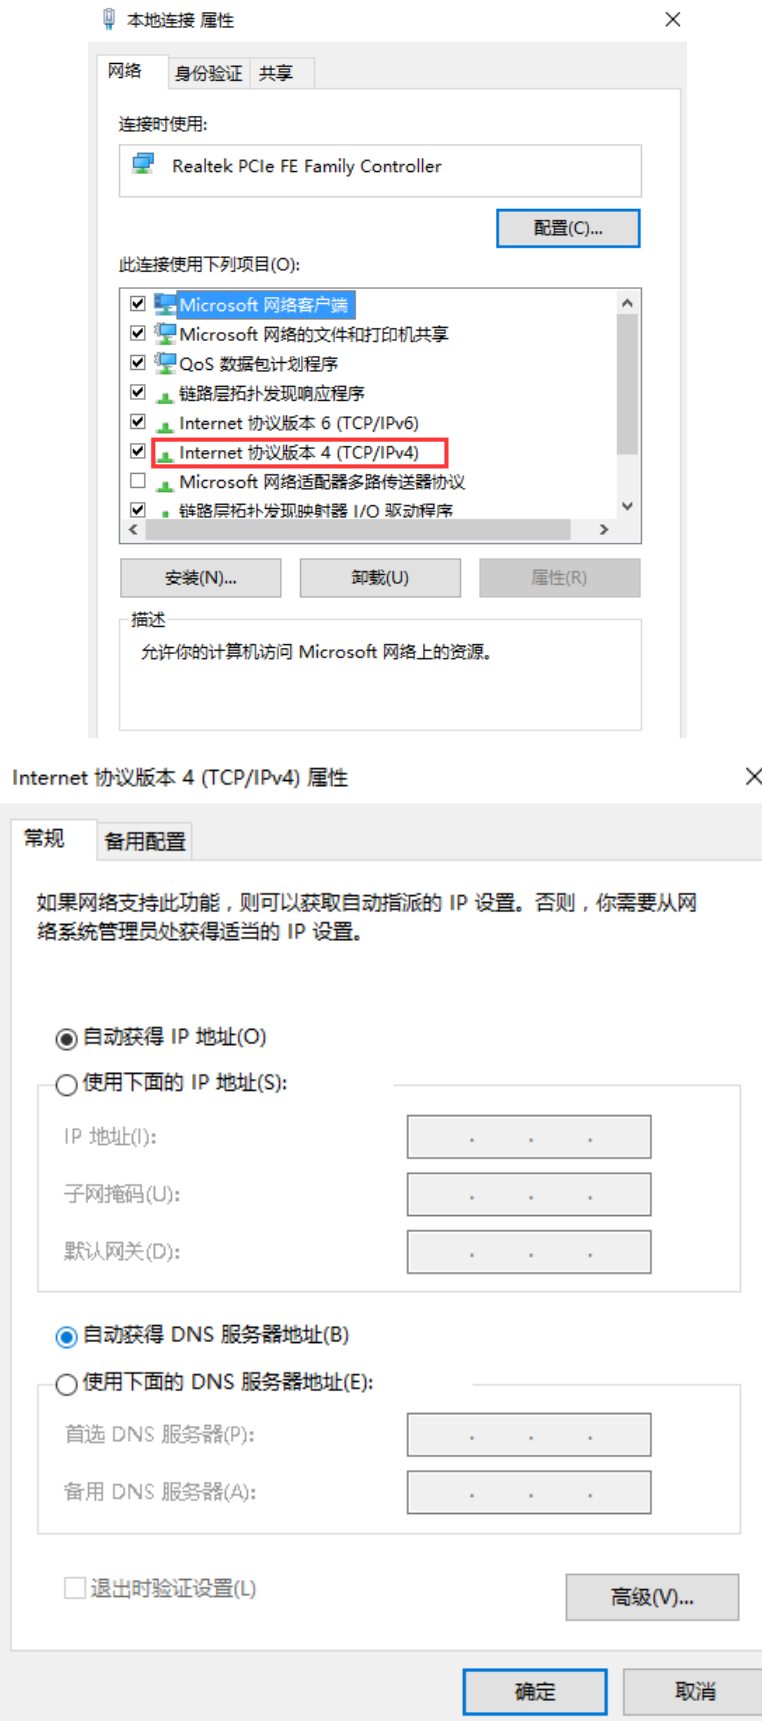 本地连接 属性
网络
身份验证
共享
连接时使用:
Realtek PCIe FE Family Controller
配置(C)...
此连接使用下列项目(O):
Microsoft 网络客户端
Microsoft 网络的文件和打印机共享
QoS 数据包计划程序
链路层拓扑发现响应程序
Internet 协议版本 6 (TCP/IPv6)
Internet 协议版本 4 (TCP/IPv4)
Microsoft 网络适配器多路传送器协议
链路层拓扑发现映射器 I/O 驱动程序
安装(N)...
卸载(U)
属性(R)
描述
允许你的计算机访问 Microsoft 网络上的资源。
Internet 协议版本 4 (TCP/IPv4) 属性
常规
备用配置
如果网络支持此功能，则可以获取自动指派的 IP 设置。否则，你需要从网
络系统管理员处获得适当的 IP 设置。
自动获得 IP 地址(O)
使用下面的 IP 地址(S):
IP 地址(I):
子网掩码(U):
默认网关(D):
自动获得 DNS 服务器地址(B)
使用下面的 DNS 服务器地址(E):
首选 DNS 服务器(P):
备用 DNS 服务器(A):
退出时验证设置(L)
高级(V)...
确定
取消